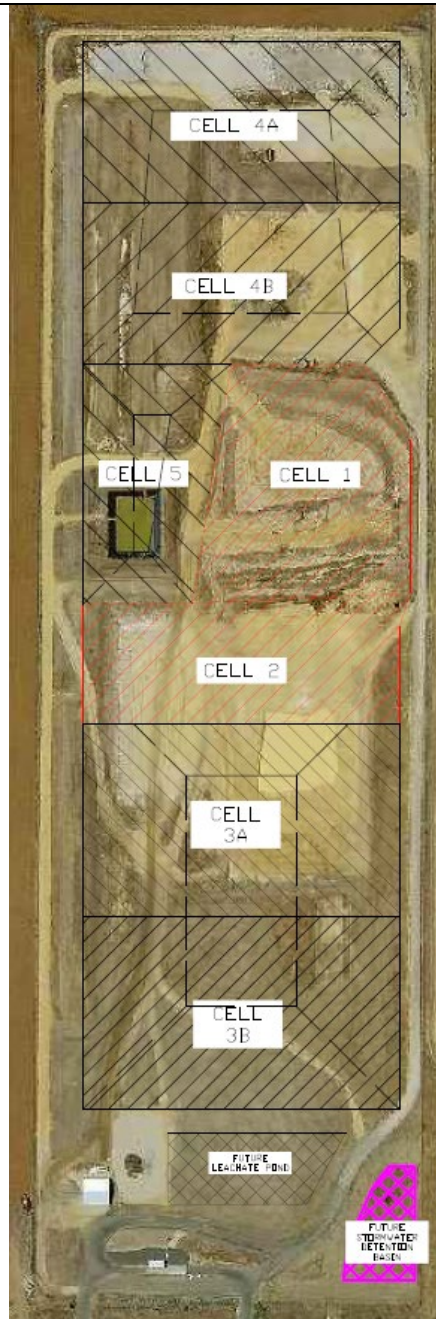 CELL 4A
CELL 4B
CELL 5
CELL 1
CELL 2
CELL
3A
CELL
3B
FUTURE
LEACHATE POND
FUTURE
STORMWATER
DETENTION
BASIN